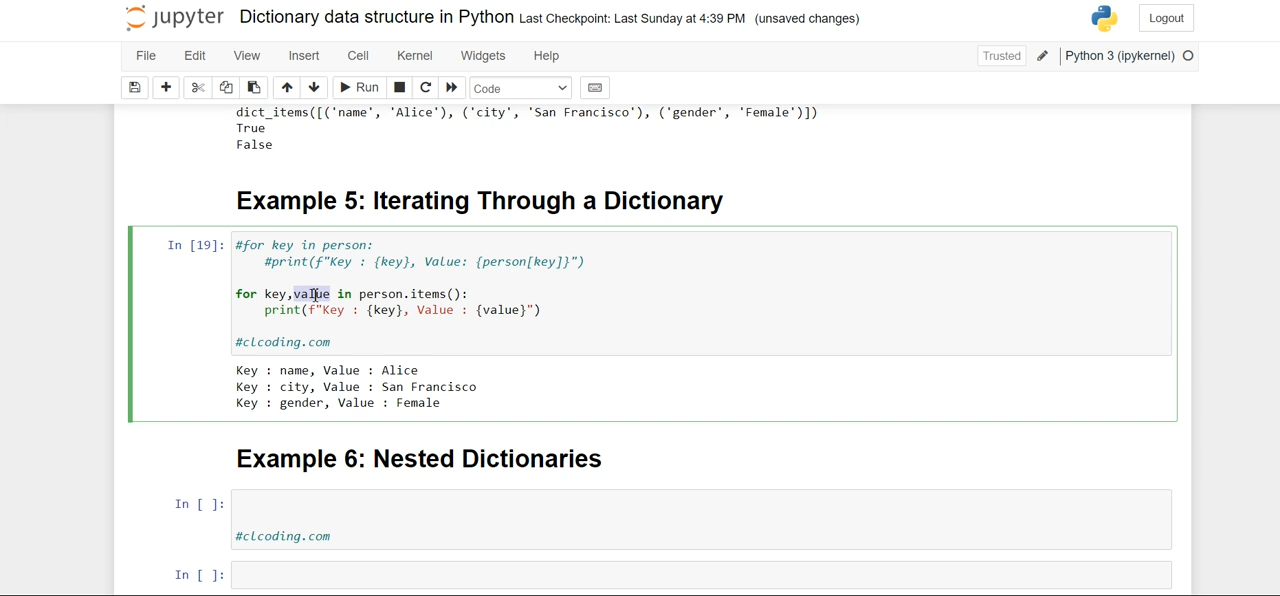 jupyter Dictionary data structure in Python Last Checkpoint: Last Sunday at 4:39 PM (unsaved changes) Logout
File Edit View Insert Cell Kernel Widgets Help Trusted Python 3 (ipykernel)
Run Code
dict_items([('name', 'Alice'), ('city', 'San Francisco'), ('gender', 'Female')])
True
False
Example 5: Iterating Through a Dictionary
In [19]: #for key in person:
#print(f"Key : {key}, Value: {person[key]}")
for key,value in person.items():
print(f"Key : {key}, Value : {value}")
#clcoding.com
Key : name, Value : Alice
Key : city, Value : San Francisco
Key : gender, Value : Female
Example 6: Nested Dictionaries
In [ ]:
#clcoding.com
In [ ]: